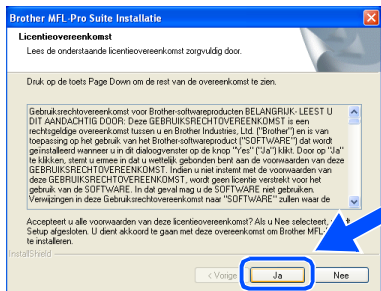 Brother MFL-Pro Suite Installatie
Licentieovereenkomst
Lees de onderstaande licentieovereenkomst zorgvuldig door.
Druk op de toets Page Down om de rest van de overeenkomst te zien.
Gebruiksrechtovereenkomst voor Brother-softwareproducten BELANGRIJK- LEEST U
DIT AANDACHTIG DOOR: Deze GEBRUIKSRECHTOVEREENKOMST is een
rechtsgeldige overeenkomst tussen u en Brother Industries, Ltd. ("Brother") en is van
toepassing op het gebruik van het Brother-softwareproduct ("SOFTWARE") dat wordt
geïnstalleerd wanneer u in dit dialoogvenster op de knop "Yes" ("Ja") klikt. Door op "Ja"
te klikken, stemt u ermee in dat u wettelijk gebonden bent aan de voorwaarden van deze
GEBRUIKSRECHTOVEREENKOMST. Indien u niet instemt met de voorwaarden van
deze GEBRUIKSRECHTOVEREENKOMST, wordt geen licentie verstrekt voor het
gebruik van de SOFTWARE. In dat geval mag u de SOFTWARE niet gebruiken.
Verwijzingen in deze Gebruiksrechtovereenkomst naar "SOFTWARE" zullen waar de
Accepteert u alle voorwaarden van deze licentieovereenkomst? Als u Nee selecteert,
Setup afgesloten. U dient akkoord te gaan met deze overeenkomst om Brother MFL-
te installeren.
InstallShield
< Vorige
Ja
Nee